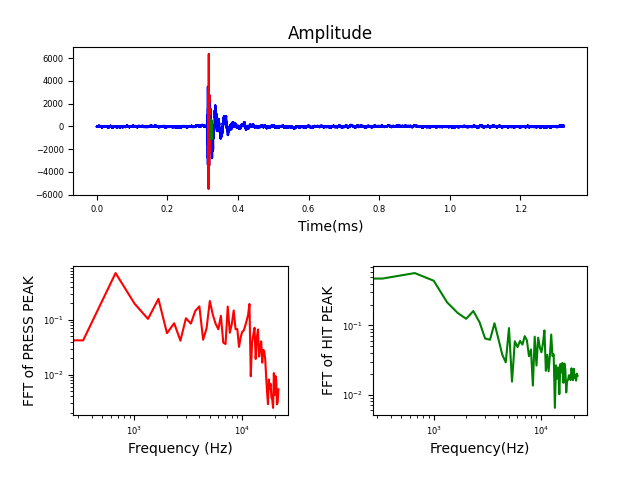 Amplitude
6000
4000
2000
0
−2000
−4000
−6000
0.0 0.2 0.4 0.6 0.8 1.0 1.2
Time(ms)
FFT of PRESS PEAK
10⁻¹
10⁻²
10³ 10⁴
Frequency (Hz)
FFT of HIT PEAK
10⁻¹
10⁻²
10³ 10⁴
Frequency(Hz)